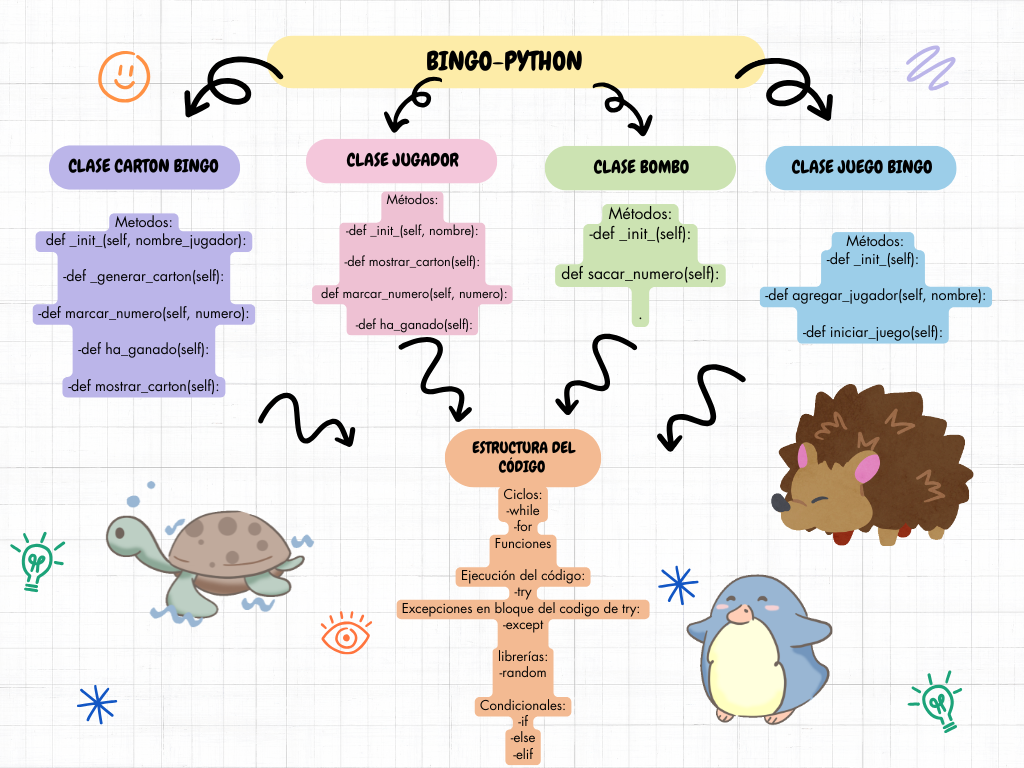 BINGO-PYTHON
CLASE CARTON BINGO
Metodos:
def _init_(self, nombre_jugador):
-def _generar_carton(self):
-def marcar_numero(self, numero):
-def ha_ganado(self):
-def mostrar_carton(self):
CLASE JUGADOR
Métodos:
-def _init_(self, nombre):
-def mostrar_carton(self):
def marcar_numero(self, numero):
-def ha_ganado(self):
CLASE BOMBO
Métodos:
-def _init_(self):
def sacar_numero(self):
.
CLASE JUEGO BINGO
Métodos:
-def _init_(self):
-def agregar_jugador(self, nombre):
-def iniciar_juego(self):
ESTRUCTURA DEL
CÓDIGO
Ciclos:
-while
-for
Funciones
Ejecución del código:
-try
Excepciones en bloque del codigo de try:
-except
librerías:
-random
Condicionales:
-if
-else
-elif